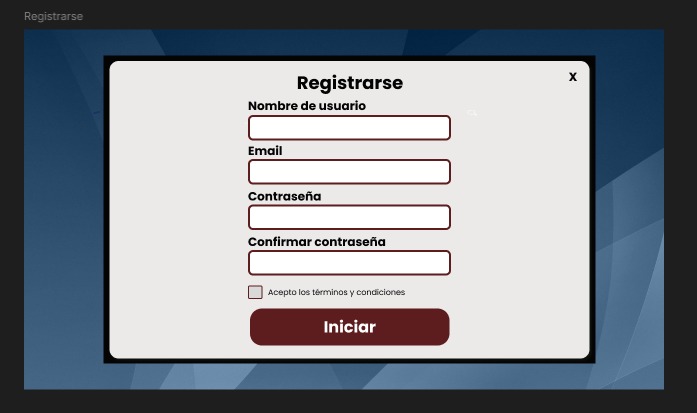 Registrarse
Registrarse
X
Nombre de usuario
Email
Contraseña
Confirmar contraseña
Acepto los términos y condiciones
Iniciar